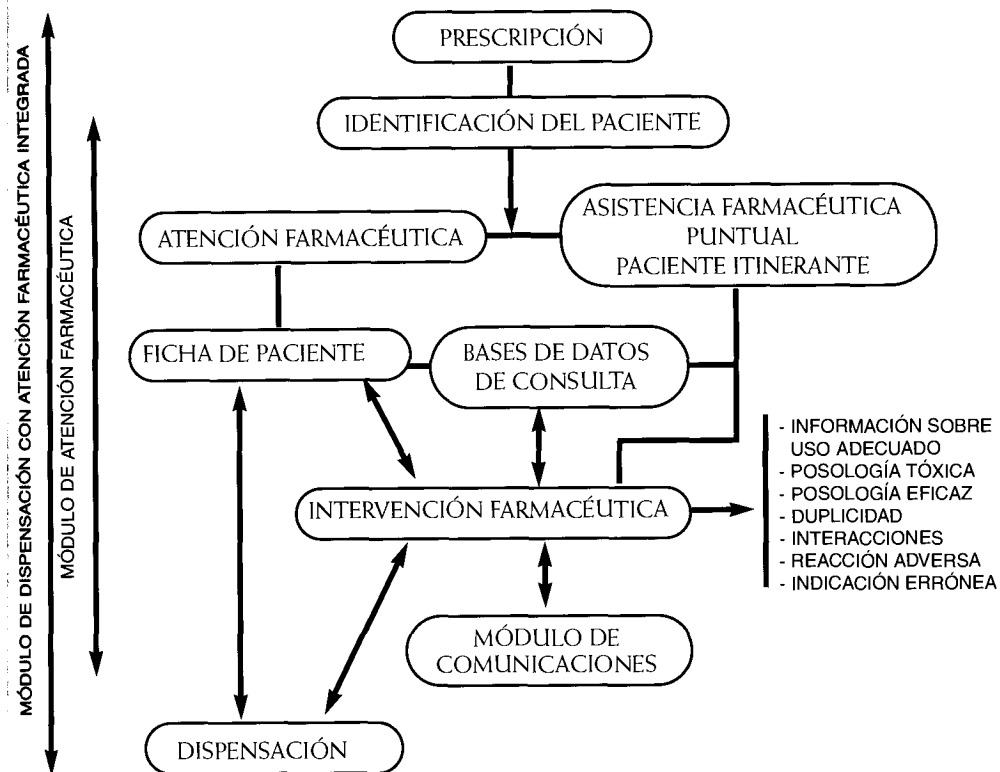 MÓDULO DE DISPENSACIÓN CON ATENCIÓN FARMACÉUTICA INTEGRADA
MÓDULO DE ATENCIÓN FARMACÉUTICA
PRESCRIPCIÓN
IDENTIFICACIÓN DEL PACIENTE
ATENCIÓN FARMACÉUTICA
ASISTENCIA FARMACÉUTICA
PUNTUAL
PACIENTE ITINERANTE
FICHA DE PACIENTE
BASES DE DATOS
DE CONSULTA
INTERVENCIÓN FARMACÉUTICA
- INFORMACIÓN SOBRE
USO ADECUADO
- POSOLOGÍA TÓXICA
- POSOLOGÍA EFICAZ
- DUPLICIDAD
- INTERACCIONES
- REACCIÓN ADVERSA
- INDICACIÓN ERRÓNEA
MÓDULO DE
COMUNICACIONES
DISPENSACIÓN